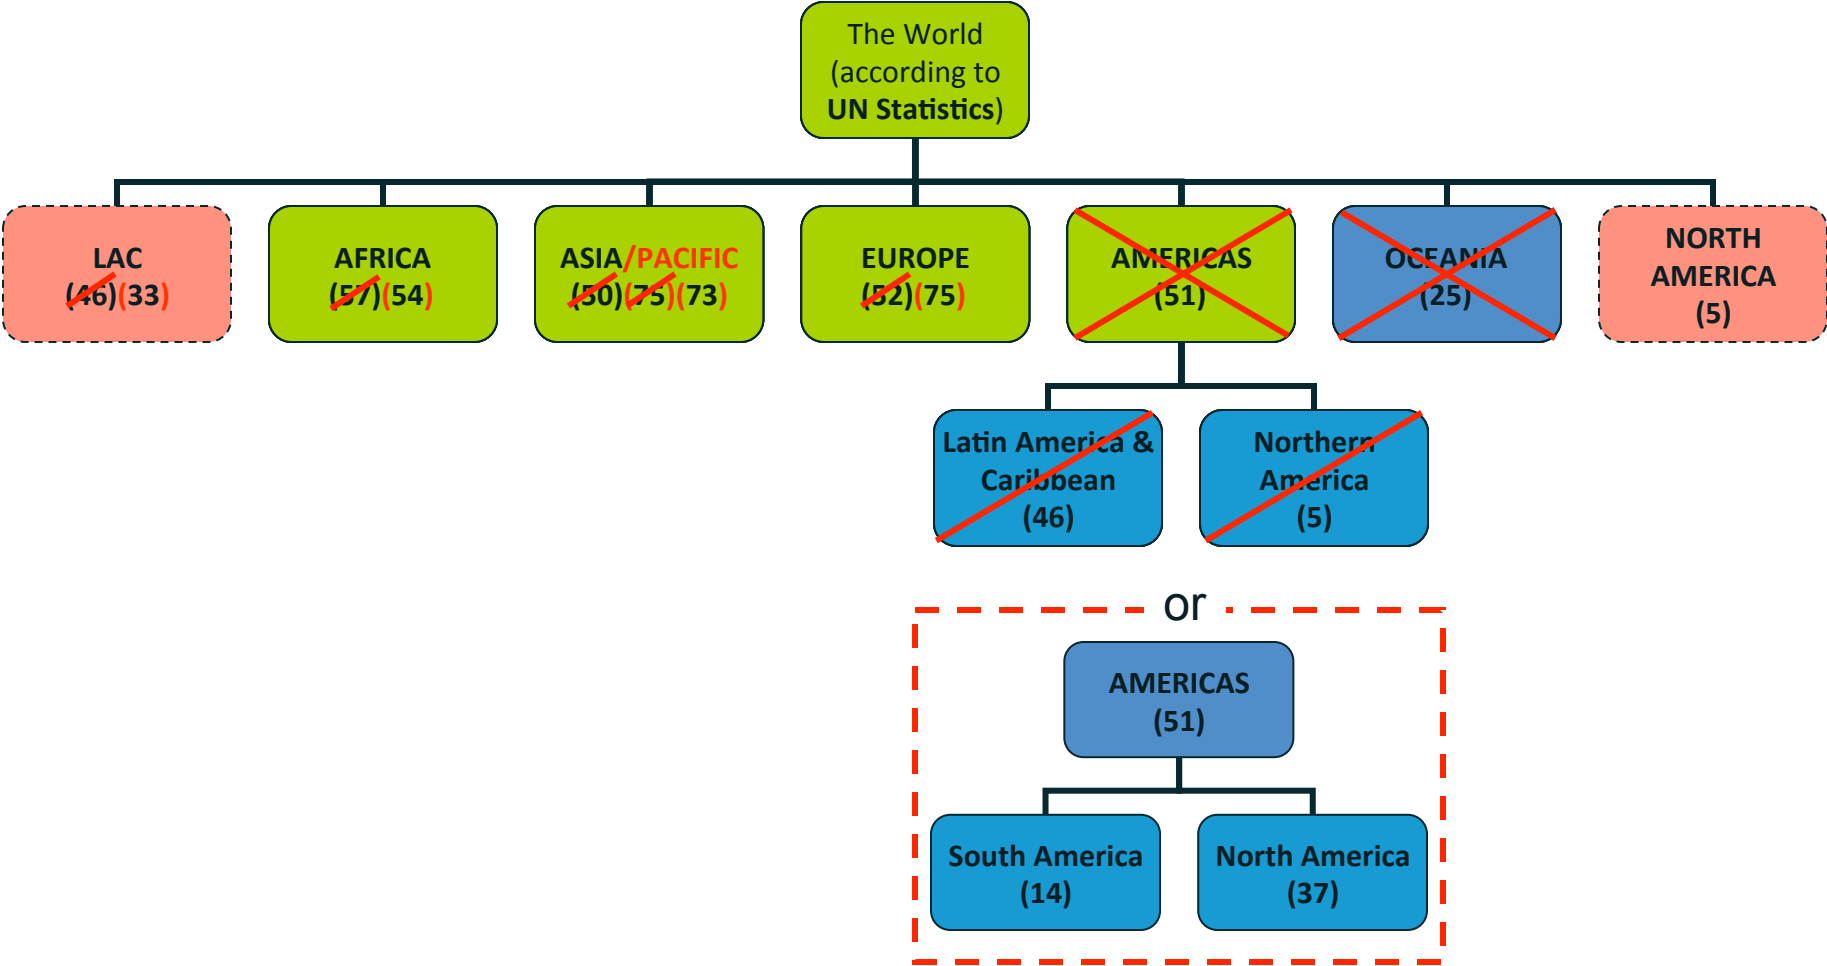 The World
(according to
UN Statistics)
LAC
(46)(33)
AFRICA
(57)(54)
ASIA/PACIFIC
(50)(75)(73)
EUROPE
(52)(75)
AMERICAS
(51)
OCEANIA
(25)
NORTH
AMERICA
(5)
Latin America &
Caribbean
(46)
Northern
America
(5)
or
AMERICAS
(51)
South America
(14)
North America
(37)